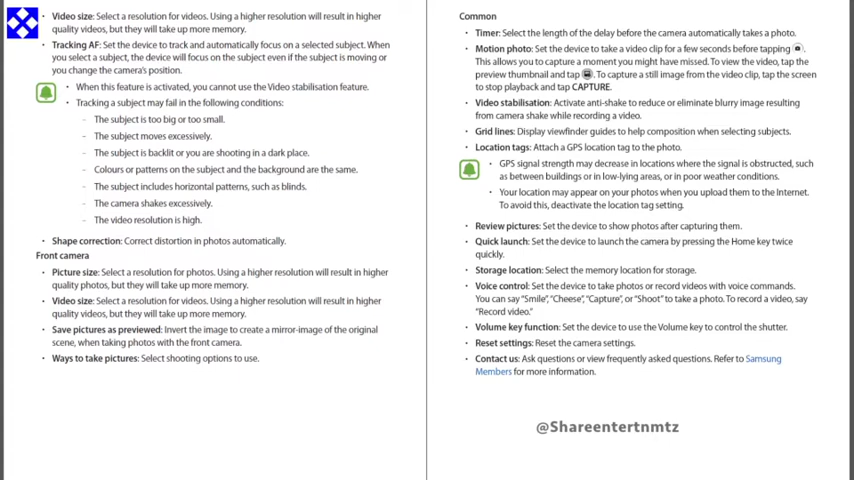 • Video size: Select a resolution for videos. Using a higher resolution will result in higher
quality videos, but they will take up more memory.
• Tracking AF: Set the device to track and automatically focus on a selected subject. When
you select a subject, the device will focus on the subject even if the subject is moving or
you change the camera's position.
• When this feature is activated, you cannot use the Video stabilisation feature.
• Tracking a subject may fail in the following conditions:
– The subject is too big or too small.
– The subject moves excessively.
– The subject is backlit or you are shooting in a dark place.
– Colours or patterns on the subject and the background are the same.
– The subject includes horizontal patterns, such as blinds.
– The camera shakes excessively.
– The video resolution is high.
• Shape correction: Correct distortion in photos automatically.
Front camera
• Picture size: Select a resolution for photos. Using a higher resolution will result in higher
quality photos, but they will take up more memory.
• Video size: Select a resolution for videos. Using a higher resolution will result in higher
quality videos, but they will take up more memory.
• Save pictures as previewed: Invert the image to create a mirror-image of the original
scene, when taking photos with the front camera.
• Ways to take pictures: Select shooting options to use.
Common
• Timer: Select the length of the delay before the camera automatically takes a photo.
• Motion photo: Set the device to take a video clip for a few seconds before tapping
This allows you to capture a moment you might have missed. To view the video, tap the
preview thumbnail and tap . To capture a still image from the video clip, tap the screen
to stop playback and tap CAPTURE.
• Video stabilisation: Activate anti-shake to reduce or eliminate blurry image resulting
from camera shake while recording a video.
• Grid lines: Display viewfinder guides to help composition when selecting subjects.
• Location tags: Attach a GPS location tag to the photo.
• GPS signal strength may decrease in locations where the signal is obstructed, such
as between buildings or in low-lying areas, or in poor weather conditions.
• Your location may appear on your photos when you upload them to the Internet.
To avoid this, deactivate the location tag setting.
• Review pictures: Set the device to show photos after capturing them.
• Quick launch: Set the device to launch the camera by pressing the Home key twice
quickly.
• Storage location: Select the memory location for storage.
• Voice control: Set the device to take photos or record videos with voice commands.
You can say "Smile", "Cheese", "Capture", or "Shoot" to take a photo. To record a video, say
"Record video."
• Volume key function: Set the device to use the Volume key to control the shutter.
• Reset settings: Reset the camera settings.
• Contact us: Ask questions or view frequently asked questions. Refer to Samsung
Members for more information.
@Shareentertnmtz